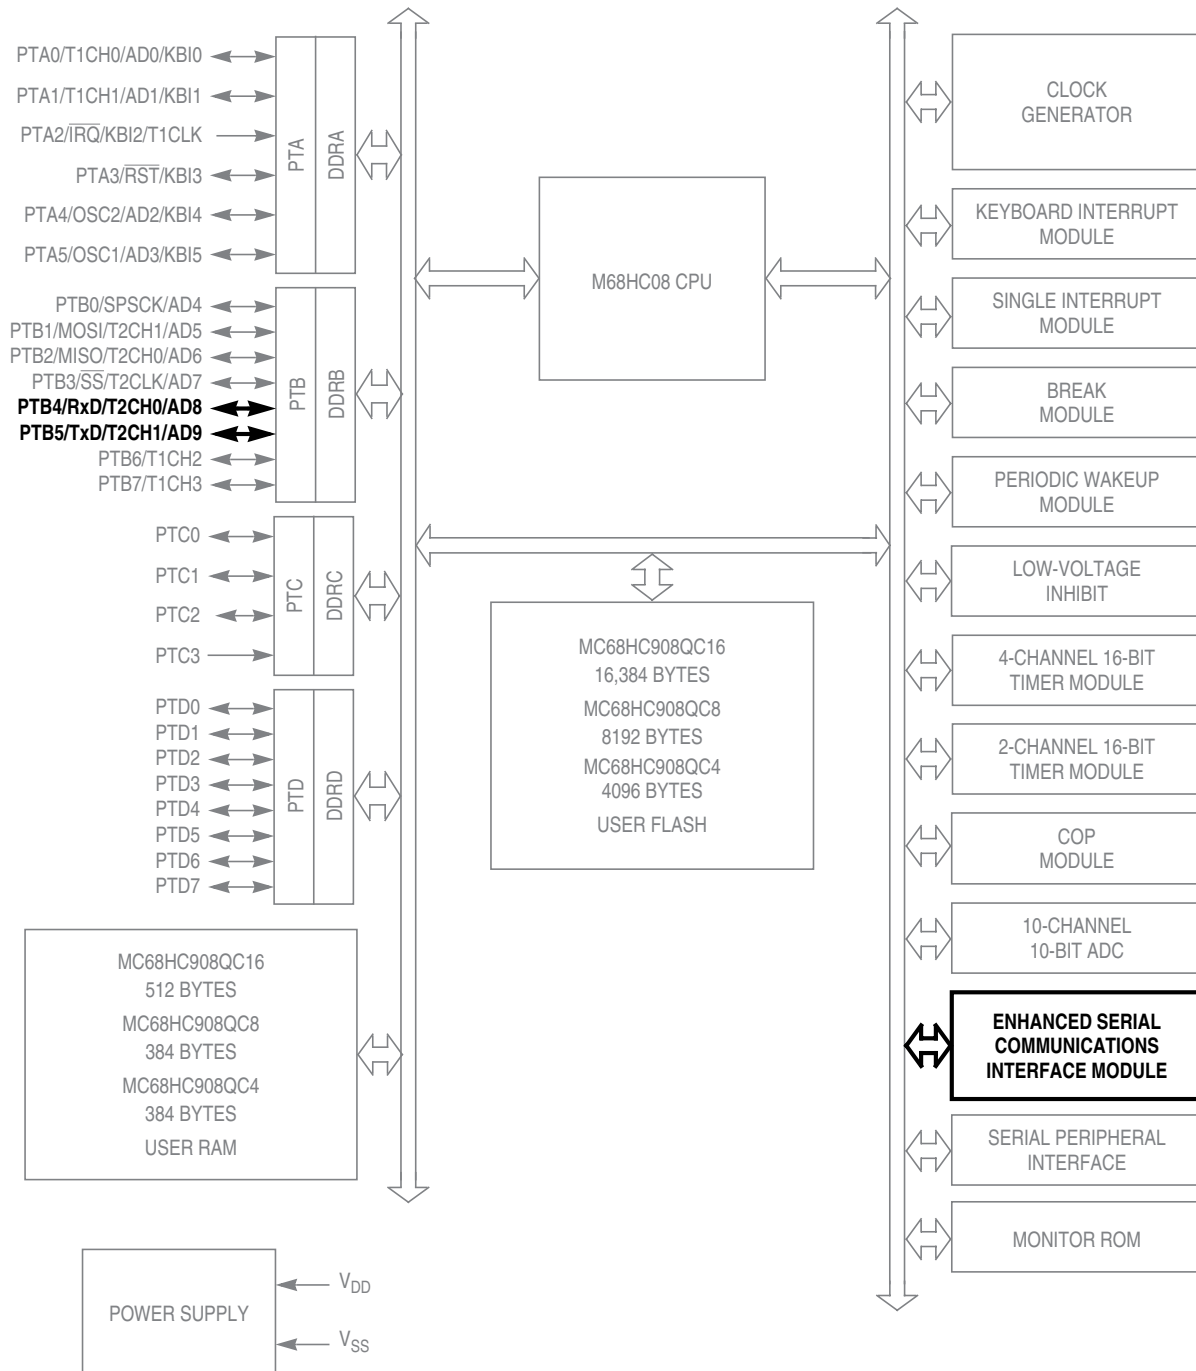 PTA0/T1CH0/AD0/KBI0
PTA1/T1CH1/AD1/KBI1
PTA2/IRQ/KBI2/T1CLK
PTA3/RST/KBI3
PTA4/OSC2/AD2/KBI4
PTA5/OSC1/AD3/KBI5
PTA
DDRA
PTB0/SPSCK/AD4
PTB1/MOSI/T2CH1/AD5
PTB2/MISO/T2CH0/AD6
PTB3/SS/T2CLK/AD7
PTB4/RxD/T2CH0/AD8
PTB5/TxD/T2CH1/AD9
PTB6/T1CH2
PTB7/T1CH3
PTB
DDRB
PTC0
PTC1
PTC2
PTC3
PTC
DDRC
PTD0
PTD1
PTD2
PTD3
PTD4
PTD5
PTD6
PTD7
PTD
DDRD
MC68HC908QC16
512 BYTES
MC68HC908QC8
384 BYTES
MC68HC908QC4
384 BYTES
USER RAM
POWER SUPPLY
VDD
VSS
M68HC08 CPU
MC68HC908QC16
16,384 BYTES
MC68HC908QC8
8192 BYTES
MC68HC908QC4
4096 BYTES
USER FLASH
CLOCK
GENERATOR
KEYBOARD INTERRUPT
MODULE
SINGLE INTERRUPT
MODULE
BREAK
MODULE
PERIODIC WAKEUP
MODULE
LOW-VOLTAGE
INHIBIT
4-CHANNEL 16-BIT
TIMER MODULE
2-CHANNEL 16-BIT
TIMER MODULE
COP
MODULE
10-CHANNEL
10-BIT ADC
ENHANCED SERIAL
COMMUNICATIONS
INTERFACE MODULE
SERIAL PERIPHERAL
INTERFACE
MONITOR ROM